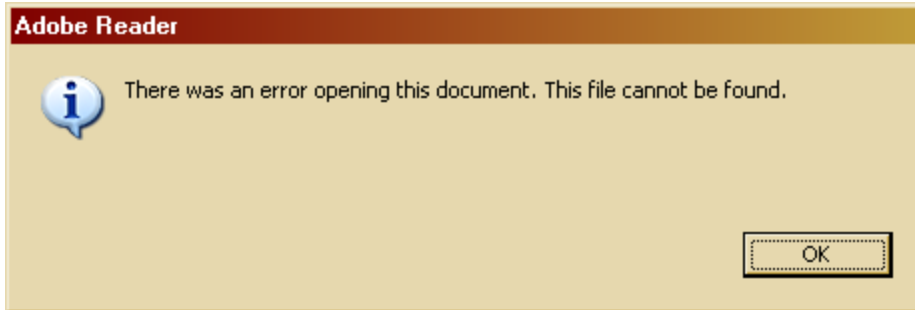 Adobe Reader
There was an error opening this document. This file cannot be found.
OK